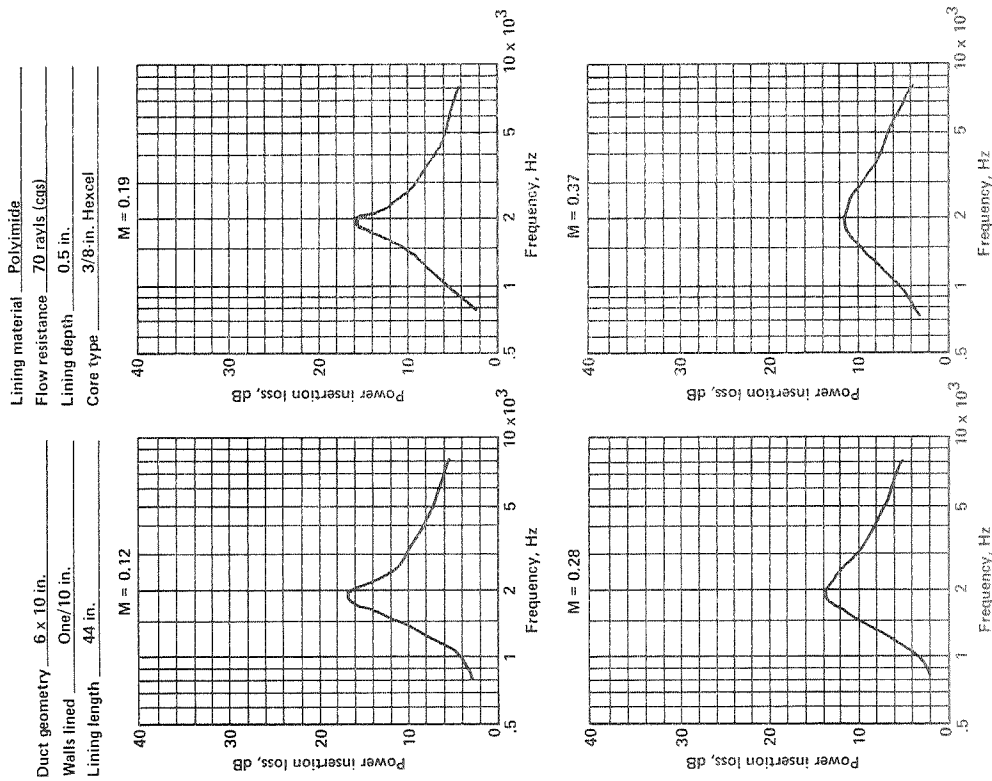 Duct geometry 6 x 10 in.
Walls lined One/10 in.
Lining length 44 in.
Lining material Polyimide
Flow resistance 70 rayls (cgs)
Lining depth 0.5 in.
Core type 3/8-in. Hexcel
M = 0.12
Power insertion loss, dB
40
30
20
10
0
.5
1
2
5
10 x 10³
Frequency, Hz
M = 0.19
Power insertion loss, dB
40
30
20
10
0
.5
1
2
5
10 x 10³
Frequency, Hz
M = 0.28
Power insertion loss, dB
40
30
20
10
0
.5
1
2
5
10 x 10³
Frequency, Hz
M = 0.37
Power insertion loss, dB
40
30
20
10
0
.5
1
2
5
10 x 10³
Frequency, Hz